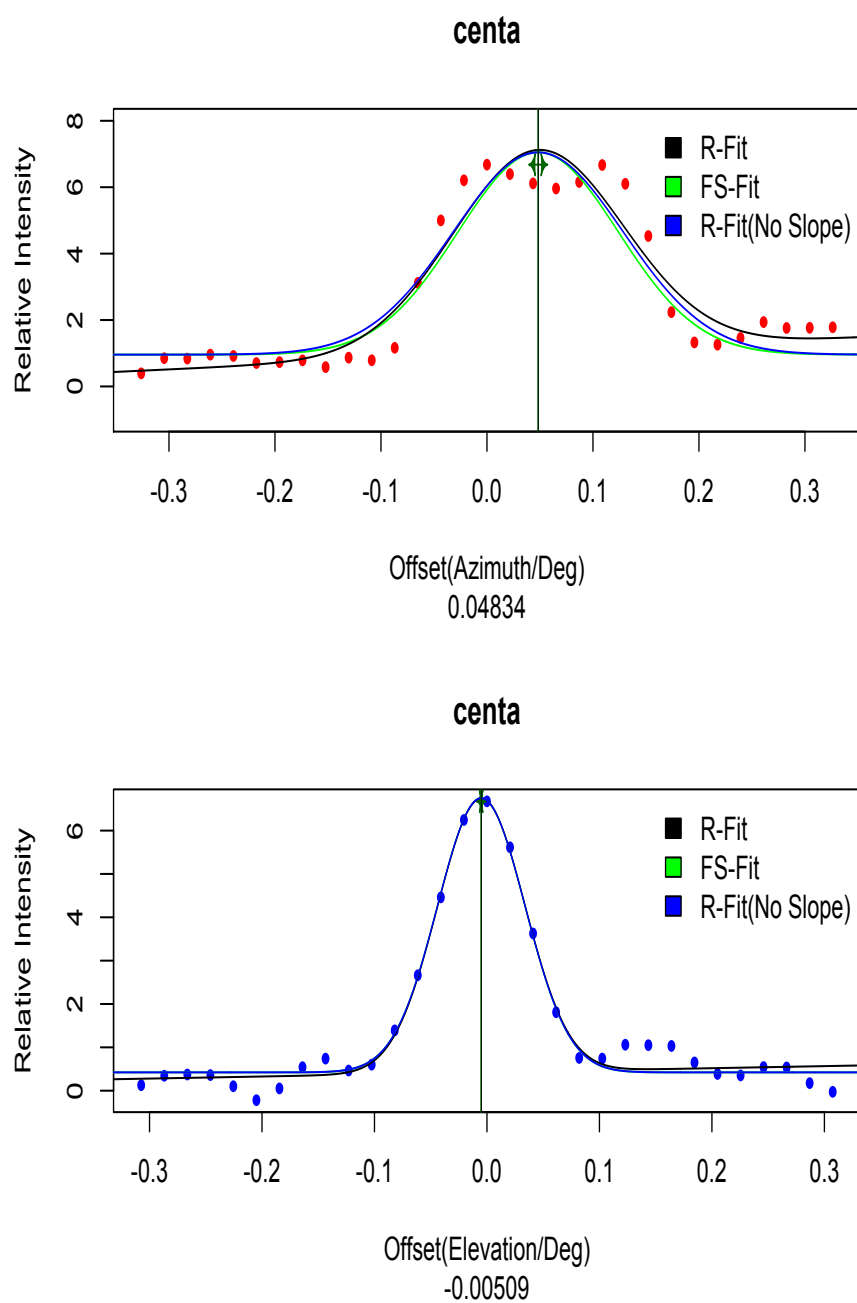 centa
Relative Intensity
8
6
4
2
0
R-Fit
FS-Fit
R-Fit(No Slope)
-0.3 -0.2 -0.1 0.0 0.1 0.2 0.3
Offset(Azimuth/Deg)
0.04834
centa
Relative Intensity
6
4
2
0
R-Fit
FS-Fit
R-Fit(No Slope)
-0.3 -0.2 -0.1 0.0 0.1 0.2 0.3
Offset(Elevation/Deg)
-0.00509